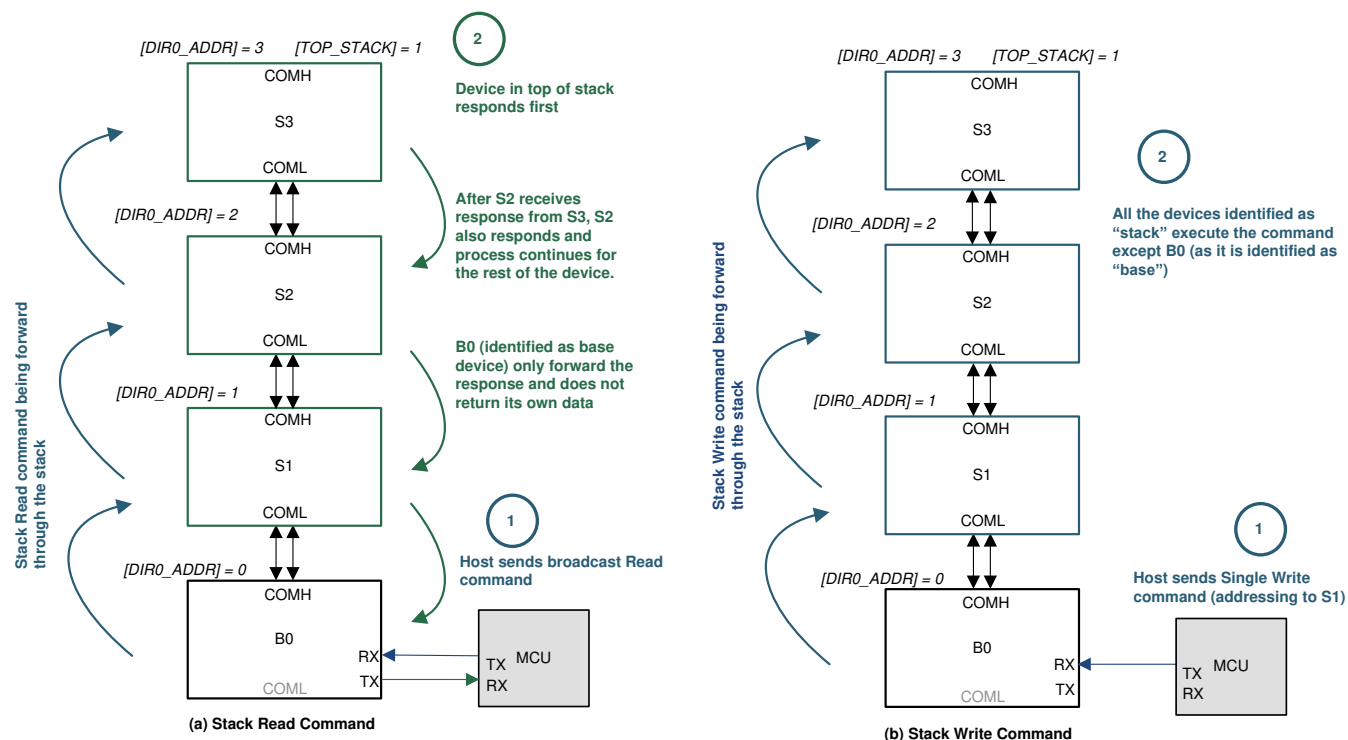 [DIR0_ADDR] = 3 [TOP_STACK] = 1
2
Device in top of stack
responds first
COMH
S3
COML
After S2 receives
response from S3, S2
also responds and
process continues for
the rest of the device.
[DIR0_ADDR] = 2
COMH
S2
COML
B0 (identified as base
device) only forward the
response and does not
return its own data
[DIR0_ADDR] = 1
COMH
S1
COML
1
Host sends broadcast Read
command
[DIR0_ADDR] = 0
COMH
B0
RX
TX
COML
TX
MCU
RX
Stack Read command being forward
through the stack
(a) Stack Read Command
[DIR0_ADDR] = 3 [TOP_STACK] = 1
COMH
S3
COML
2
All the devices identified as
“stack” execute the command
except B0 (as it is identified as
“base”)
[DIR0_ADDR] = 2
COMH
S2
COML
[DIR0_ADDR] = 1
COMH
S1
COML
1
Host sends Single Write
command (addressing to S1)
[DIR0_ADDR] = 0
COMH
B0
RX
TX
COML
TX
MCU
RX
Stack Write command being forward
through the stack
(b) Stack Write Command